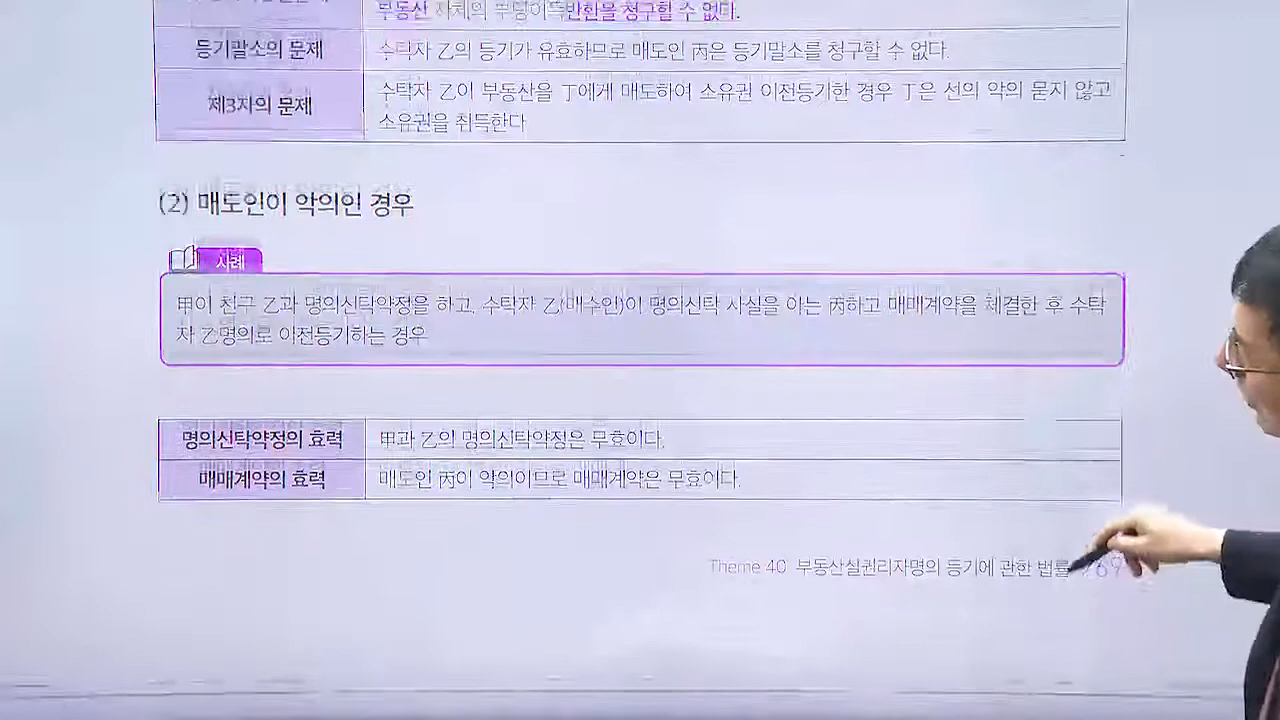 부동산 자체의 부당이득반환을 청구할 수 없다.
등기말소의 문제
수탁자 乙의 등기가 유효하므로 매도인 丙은 등기말소를 청구할 수 없다.
제3자의 문제
수탁자 乙이 부동산을 丁에게 매도하여 소유권 이전등기한 경우 丁은 선의 악의 묻지 않고
소유권을 취득한다
(2) 매도인이 악의인 경우
사례
甲이 친구 乙과 명의신탁약정을 하고, 수탁자 乙(매수인)이 명의신탁 사실을 아는 丙하고 매매계약을 체결한 후 수탁
자 乙명의로 이전등기하는 경우
명의신탁약정의 효력
甲과 乙의 명의신탁약정은 무효이다.
매매계약의 효력
매도인 丙이 악의이므로 매매계약은 무효이다.
Theme 40 부동산실권리자명의 등기에 관한 법률